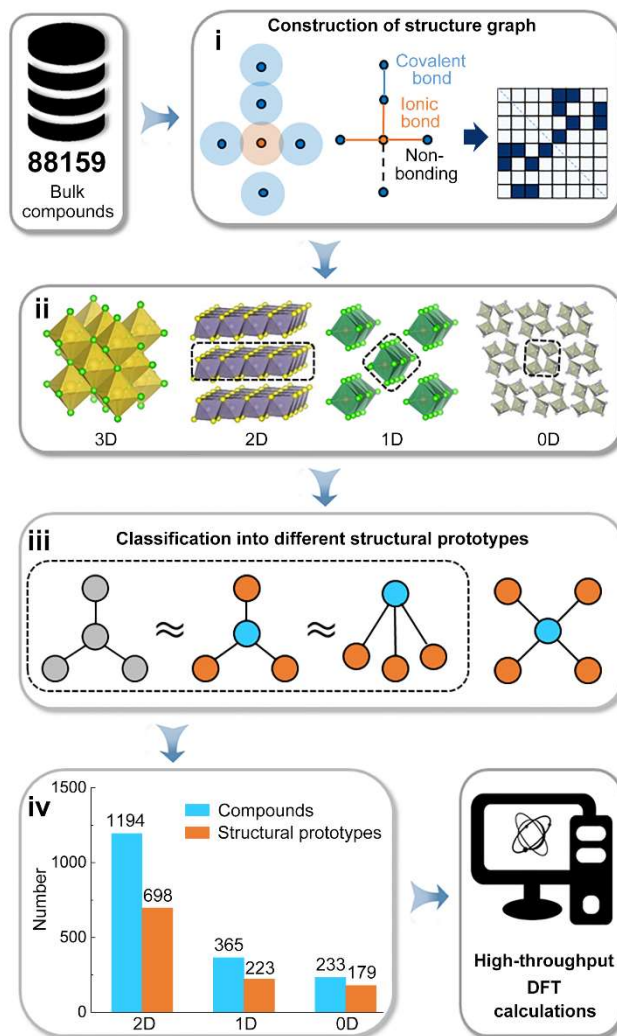 88159
Bulk
compounds
i
Construction of structure graph
Covalent
bond
Ionic
bond
Non-
bonding
ii
3D
2D
1D
0D
iii
Classification into different structural prototypes
≈
≈
iv
1500
1000
500
0
Number
Compounds
Structural prototypes
1194
698
365
223
233
179
2D
1D
0D
High-throughput
DFT
calculations